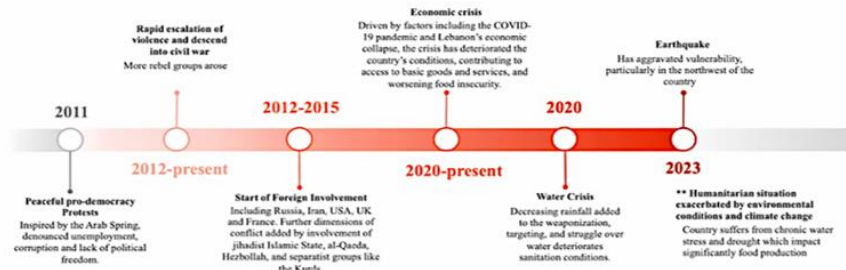 Economic crisis
Driven by factors including the COVID-
19 pandemic and Lebanon's economic
collapse, the crisis has deteriorated the
country's conditions, contributing to
access to basic goods and services, and
worsening food insecurity.
Rapid escalation of
violence and descend
into civil war
More rebel groups arose
Earthquake
Has aggravated vulnerability,
particularly in the northwest of the
country
2011
2012-2015
2020
2012-present
2020-present
2023
Peaceful pro-democracy
Protests
Inspired by the Arab Spring,
denounced unemployment,
corruption and lack of political
freedom.
Start of Foreign Involvement
Including Russia, Iran, USA, UK
and France. Further dimensions of
conflict added by involvement of
jihadist Islamic State, al-Qaeda,
Hezbollah, and separatist groups like
the Kurds
Water Crisis
Decreasing rainfall added to
the weaponization,
targeting, and struggle over
water deteriorates
sanitation conditions.
** Humanitarian situation
exacerbated by environmental
conditions and climate change
Country suffers from chronic water
stress and drought which impact
significantly food production